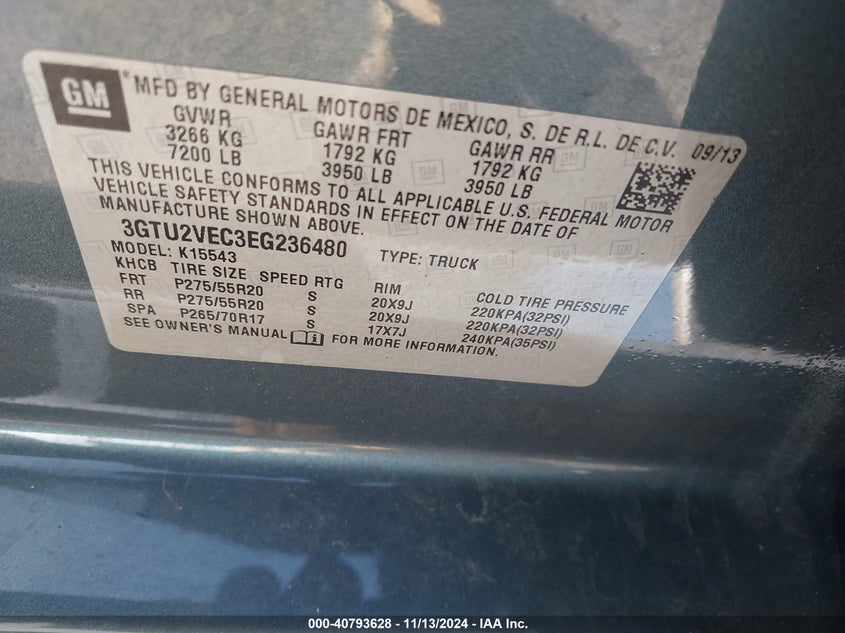 GM ® MFD BY GENERAL MOTORS DE MEXICO, S. DE R.L. DE C.V. 09/13
GVWR GAWR FRT GAWR RR
3266 KG 1792 KG 1792 KG
7200 LB 3950 LB 3950 LB
THIS VEHICLE CONFORMS TO ALL APPLICABLE U.S. FEDERAL MOTOR
VEHICLE SAFETY STANDARDS IN EFFECT ON THE DATE OF
MANUFACTURE SHOWN ABOVE.
3GTU2VEC3EG236480 TYPE: TRUCK
MODEL: K15543
KHCB TIRE SIZE SPEED RTG RIM COLD TIRE PRESSURE
FRT P275/55R20 S 20X9J 220KPA(32PSI)
RR P275/55R20 S 20X9J 220KPA(32PSI)
SPA P265/70R17 S 17X7J 240KPA(35PSI)
SEE OWNER'S MANUAL FOR MORE INFORMATION.
000-40793628 - 11/13/2024 - IAA Inc.